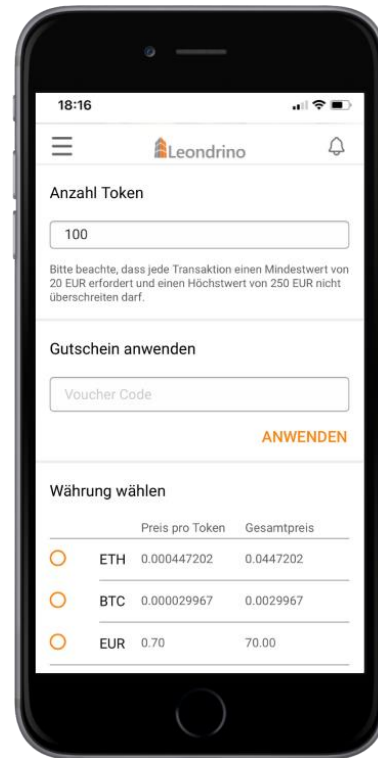 18:16
Leondrino
Anzahl Token
100
Bitte beachte, dass jede Transaktion einen Mindestwert von
20 EUR erfordert und einen Höchstwert von 250 EUR nicht
überschreiten darf.
Gutschein anwenden
Voucher Code
ANWENDEN
Währung wählen
Preis pro Token Gesamtpreis
ETH 0.000447202 0.0447202
BTC 0.000029967 0.0029967
EUR 0.70 70.00